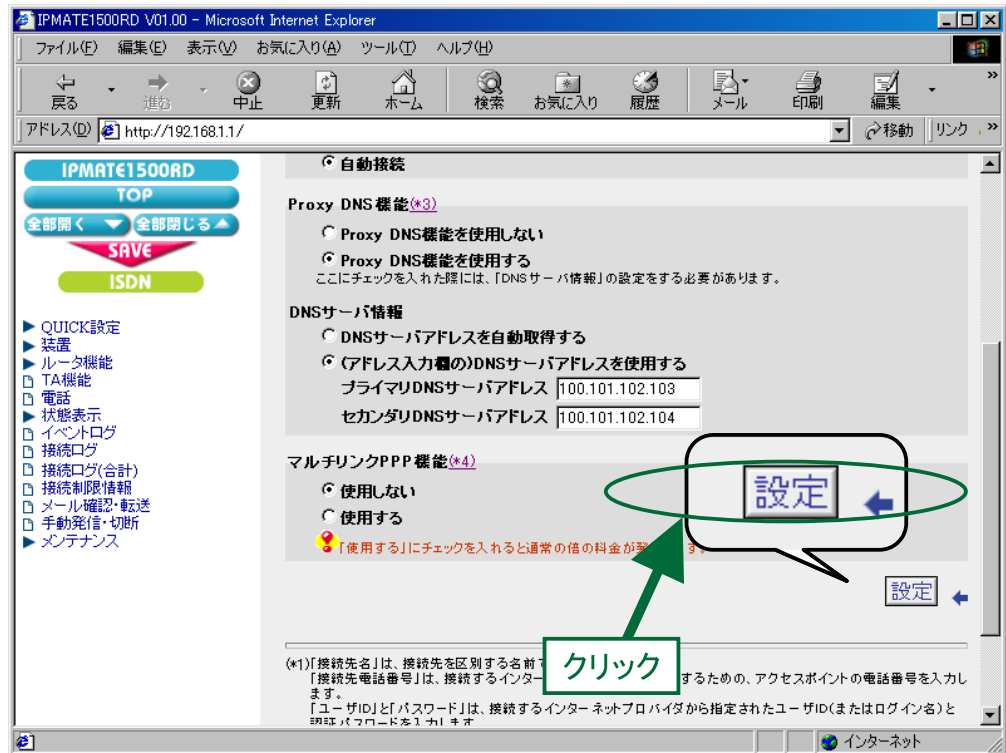 IPMATE1500RD V01.00 - Microsoft Internet Explorer
ファイル(F) 編集(E) 表示(V) お気に入り(A) ツール(T) ヘルプ(H)
戻る 進む 中止 更新 ホーム 検索 お気に入り 履歴 メール 印刷 編集 »
アドレス(D) http://192.168.1.1/ 移動 リンク »
IPMATE1500RD
TOP
全部開く 全部閉じる
SAVE
ISDN
QUICK設定
装置
ルータ機能
TA機能
電話
状態表示
イベントログ
接続ログ
接続ログ(合計)
接続制限情報
メール確認・転送
手動発信・切断
メンテナンス
自動接続
Proxy DNS機能(*3)
Proxy DNS機能を使用しない
Proxy DNS機能を使用する
ここにチェックを入れた際には、「DNSサーバ情報」の設定をする必要があります。
DNSサーバ情報
DNSサーバアドレスを自動取得する
(アドレス入力欄の)DNSサーバアドレスを使用する
プライマリDNSサーバアドレス 100.101.102.103
セカンダリDNSサーバアドレス 100.101.102.104
マルチリンクPPP機能(*4)
使用しない
使用する
「使用する」にチェックを入れると通常の倍の料金が す。
設定
設定
クリック
(*1)「接続先名」は、接続先を区別する名前
「接続先電話番号」は、接続するインター するための、アクセスポイントの電話番号を入力し
ます。
「ユーザID」と「パスワード」は、接続するインターネットプロバイダから指定されたユーザID(またはログイン名)と
認証パスワードを入力します
インターネット